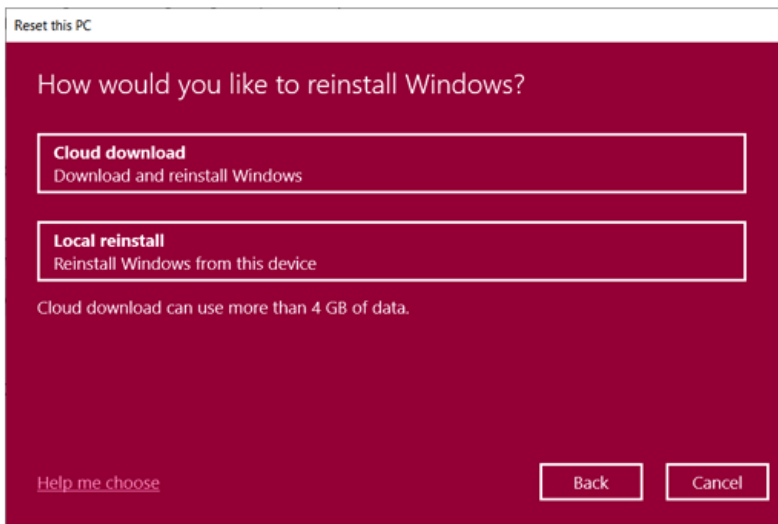 Reset this PC
How would you like to reinstall Windows?
Cloud download
Download and reinstall Windows
Local reinstall
Reinstall Windows from this device
Cloud download can use more than 4 GB of data.
Help me choose
Back
Cancel